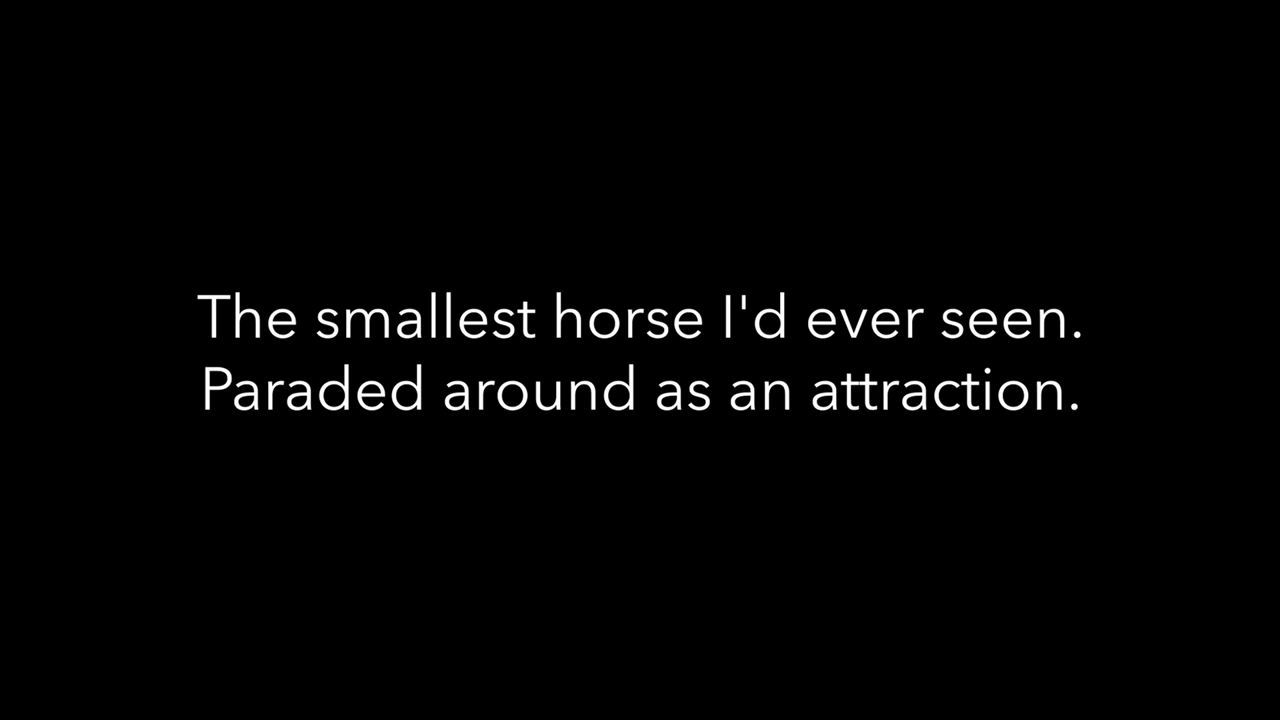 The smallest horse I'd ever seen.
Paraded around as an attraction.